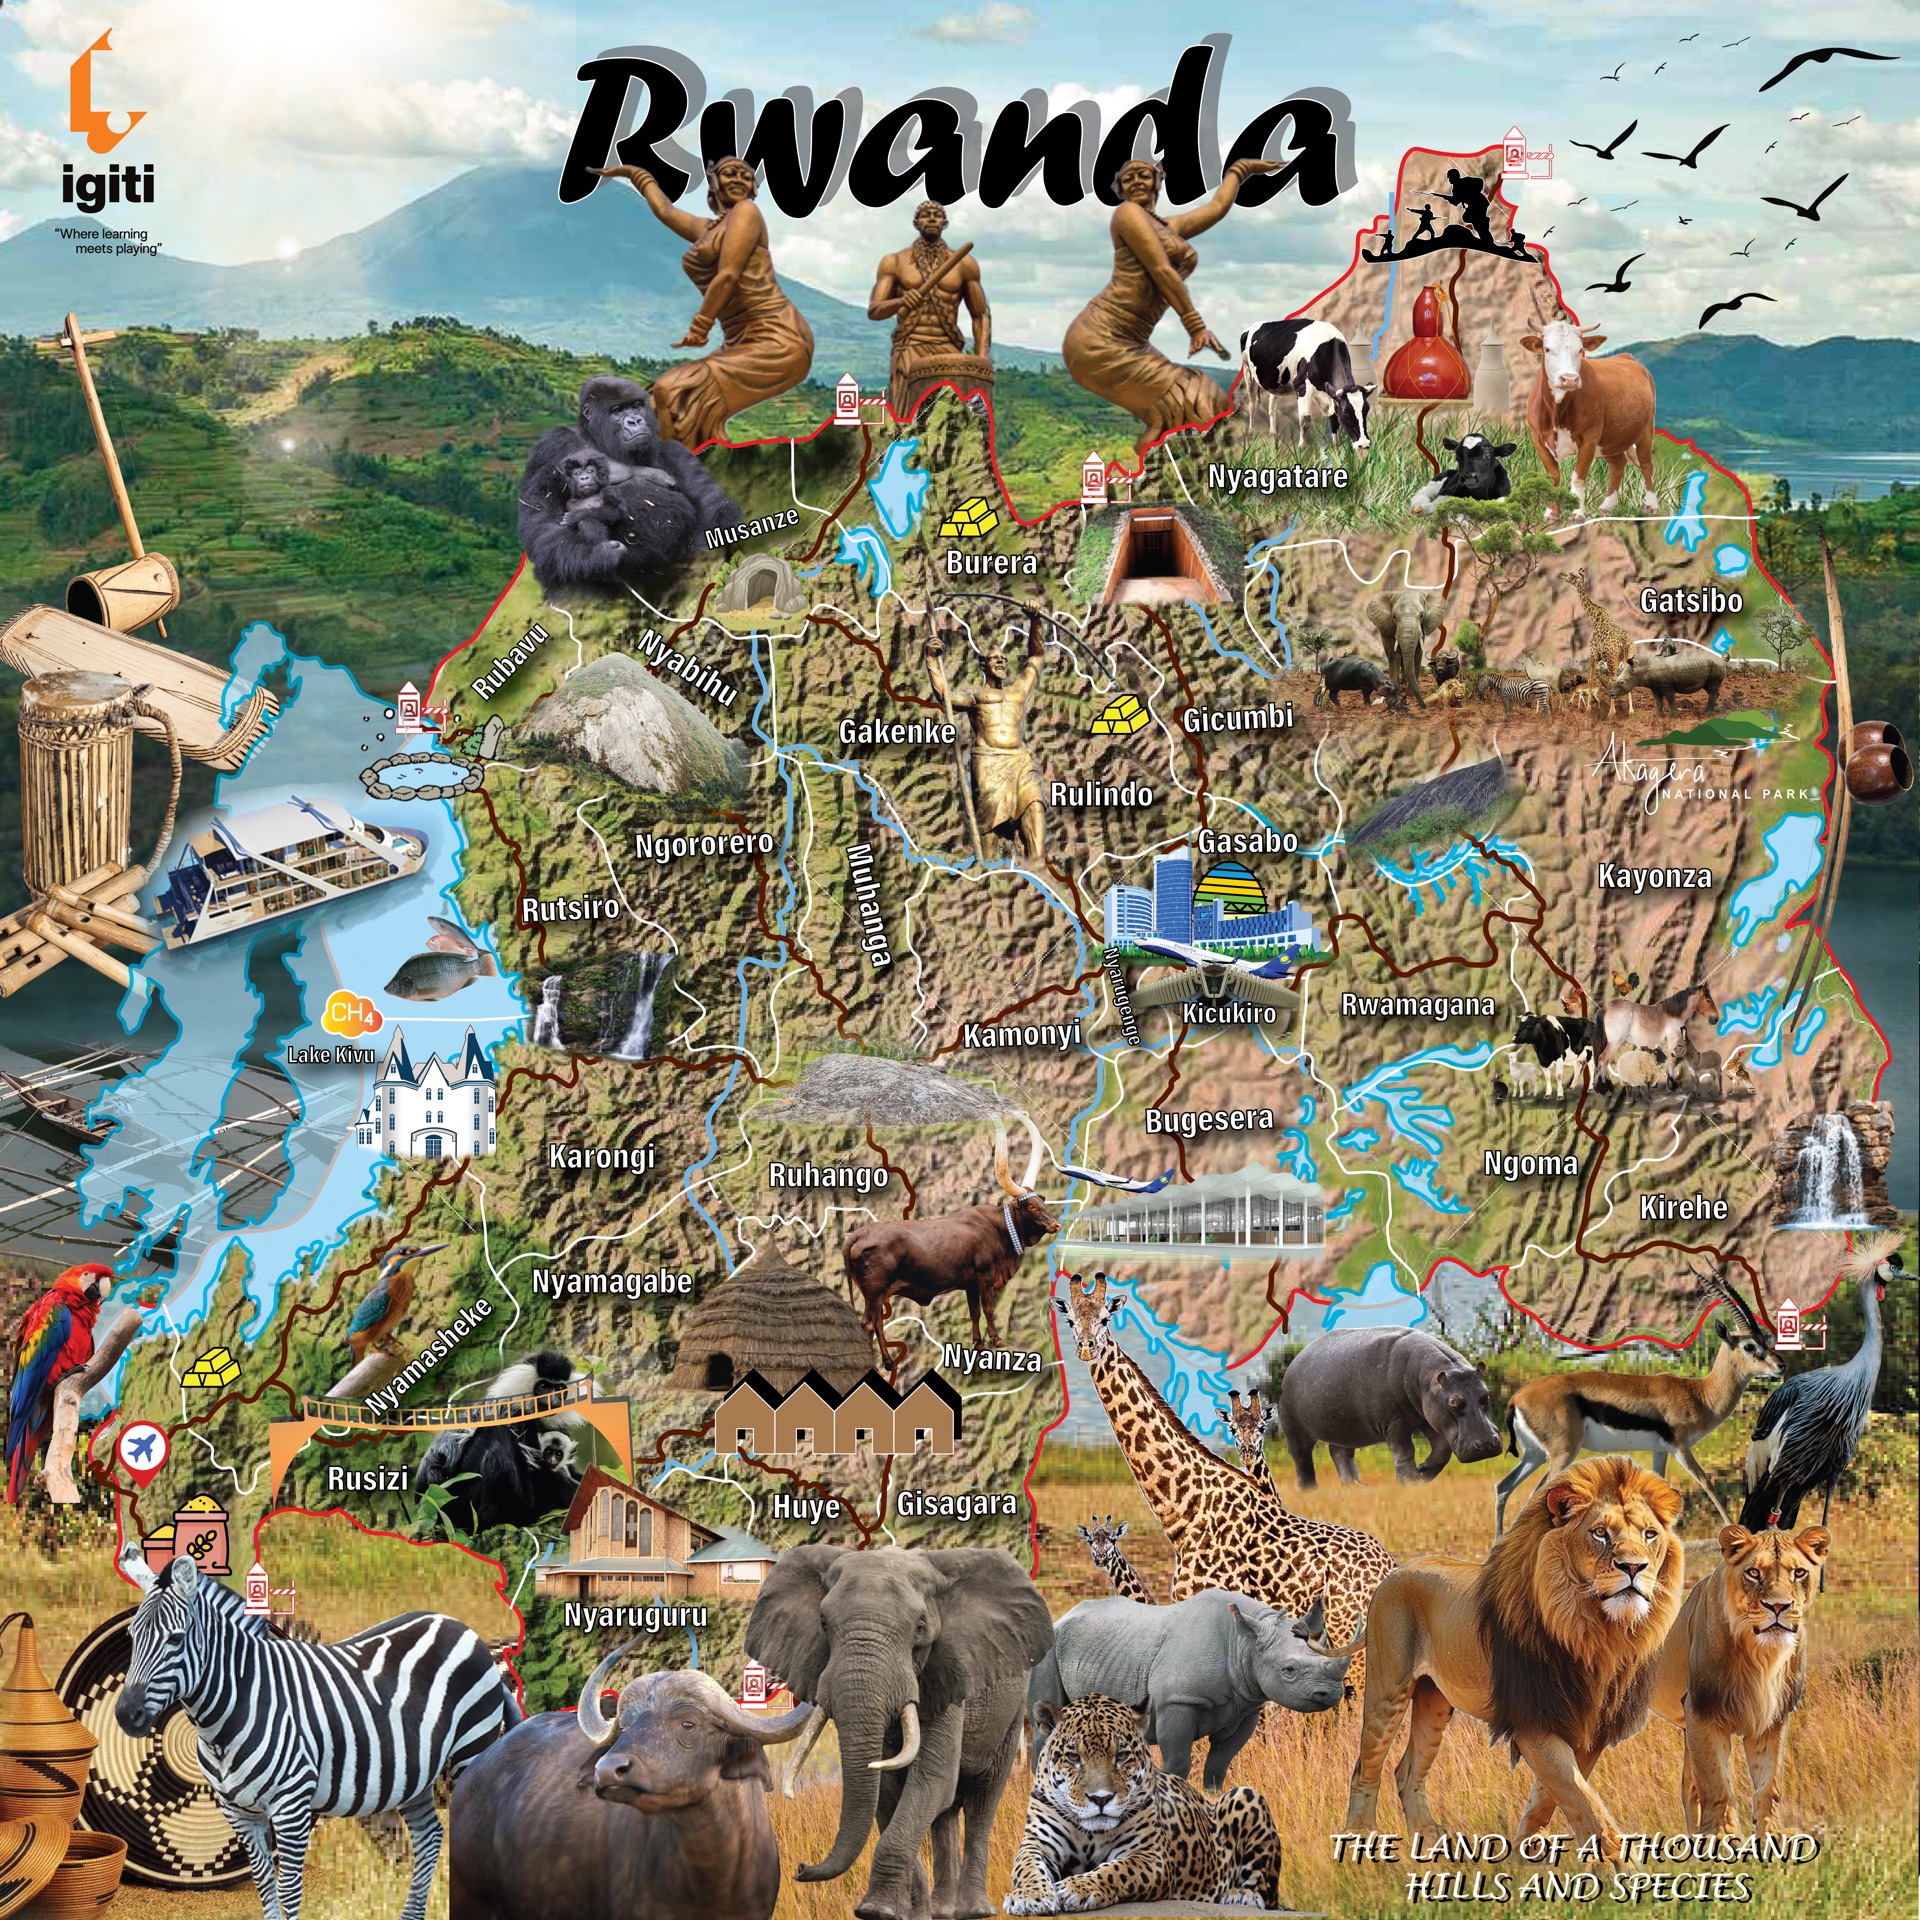 Rwanda
igiti
"Where learning
meets playing"
Nyagatare
Musanze
Burera
Gatsibo
Rubavu
Nyabihu
Gakenke
Gicumbi
Akagera
NATIONAL PARK
Rulindo
Ngororero
Muhanga
Gasabo
Kayonza
Rutsiro
Nyarugenge
Kicukiro
Rwamagana
CH4
Lake Kivu
Kamonyi
Karongi
Ruhango
Bugesera
Ngoma
Kirehe
Nyamagabe
Nyamasheke
Nyanza
Rusizi
Huye
Gisagara
Nyaruguru
THE LAND OF A THOUSAND
HILLS AND SPECIES